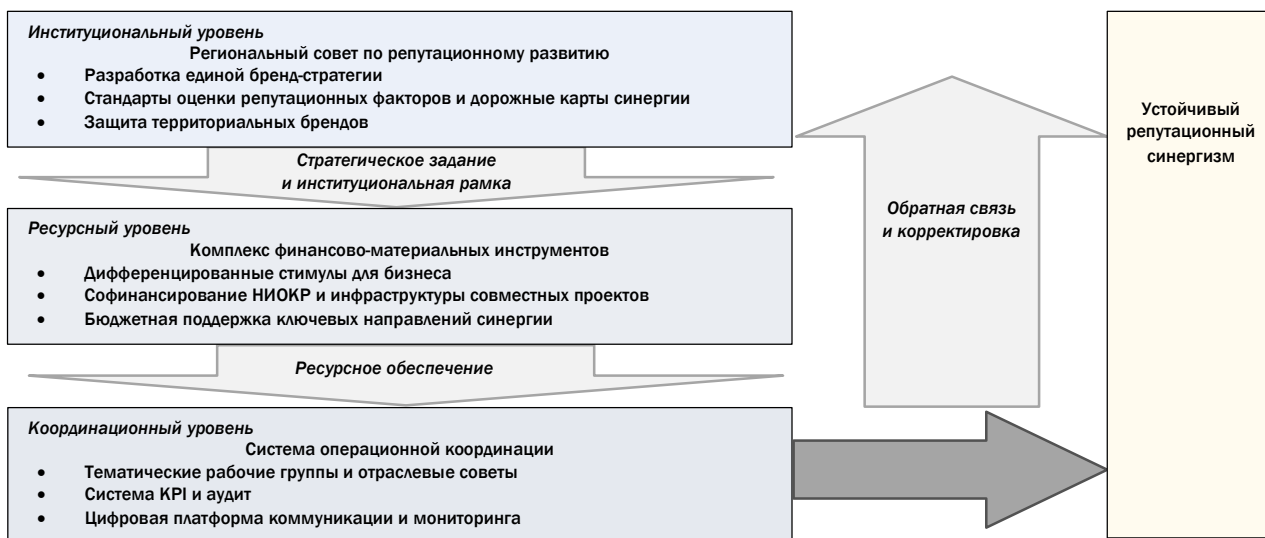 Институциональный уровень
Региональный совет по репутационному развитию
• Разработка единой бренд-стратегии
• Стандарты оценки репутационных факторов и дорожные карты синергии
• Защита территориальных брендов
Стратегическое задание
и институциональная рамка
Ресурсный уровень
Комплекс финансово-материальных инструментов
• Дифференцированные стимулы для бизнеса
• Софинансирование НИОКР и инфраструктуры совместных проектов
• Бюджетная поддержка ключевых направлений синергии
Ресурсное обеспечение
Координационный уровень
Система операционной координации
• Тематические рабочие группы и отраслевые советы
• Система KPI и аудит
• Цифровая платформа коммуникации и мониторинга
Обратная связь
и корректировка
Устойчивый
репутационный
синергизм